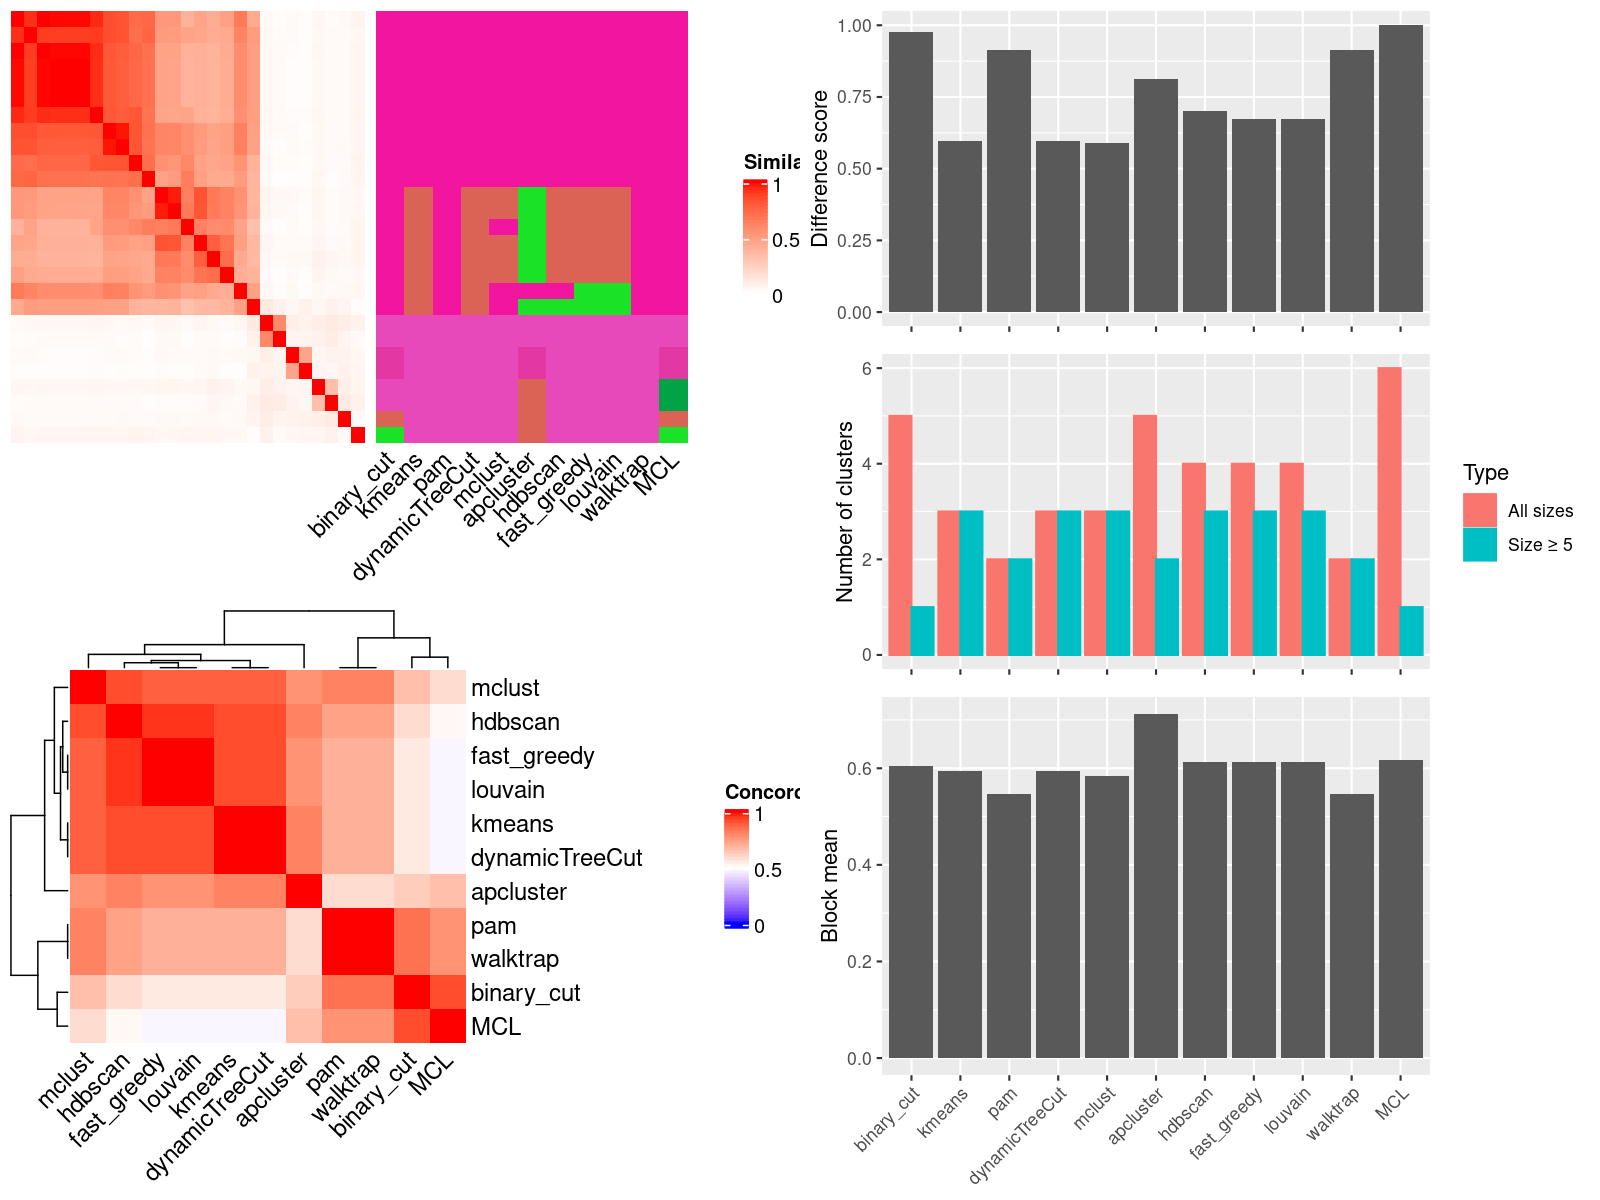 Simila
1
0.5
0
binary_cut
kmeans
pam
dynamicTreeCut
mclust
apcluster
hdbscan
fast_greedy
louvain
walktrap
MCL
mclust
hdbscan
fast_greedy
louvain
kmeans
dynamicTreeCut
apcluster
pam
walktrap
binary_cut
MCL
Concord
1
0.5
0
mclust
hdbscan
fast_greedy
louvain
kmeans
dynamicTreeCut
apcluster
pam
walktrap
binary_cut
MCL
Difference score
1.00
0.75
0.50
0.25
0.00
Number of clusters
6
4
2
0
Type
All sizes
Size ≥ 5
Block mean
0.6
0.4
0.2
0.0
binary_cut
kmeans
pam
dynamicTreeCut
mclust
apcluster
hdbscan
fast_greedy
louvain
walktrap
MCL